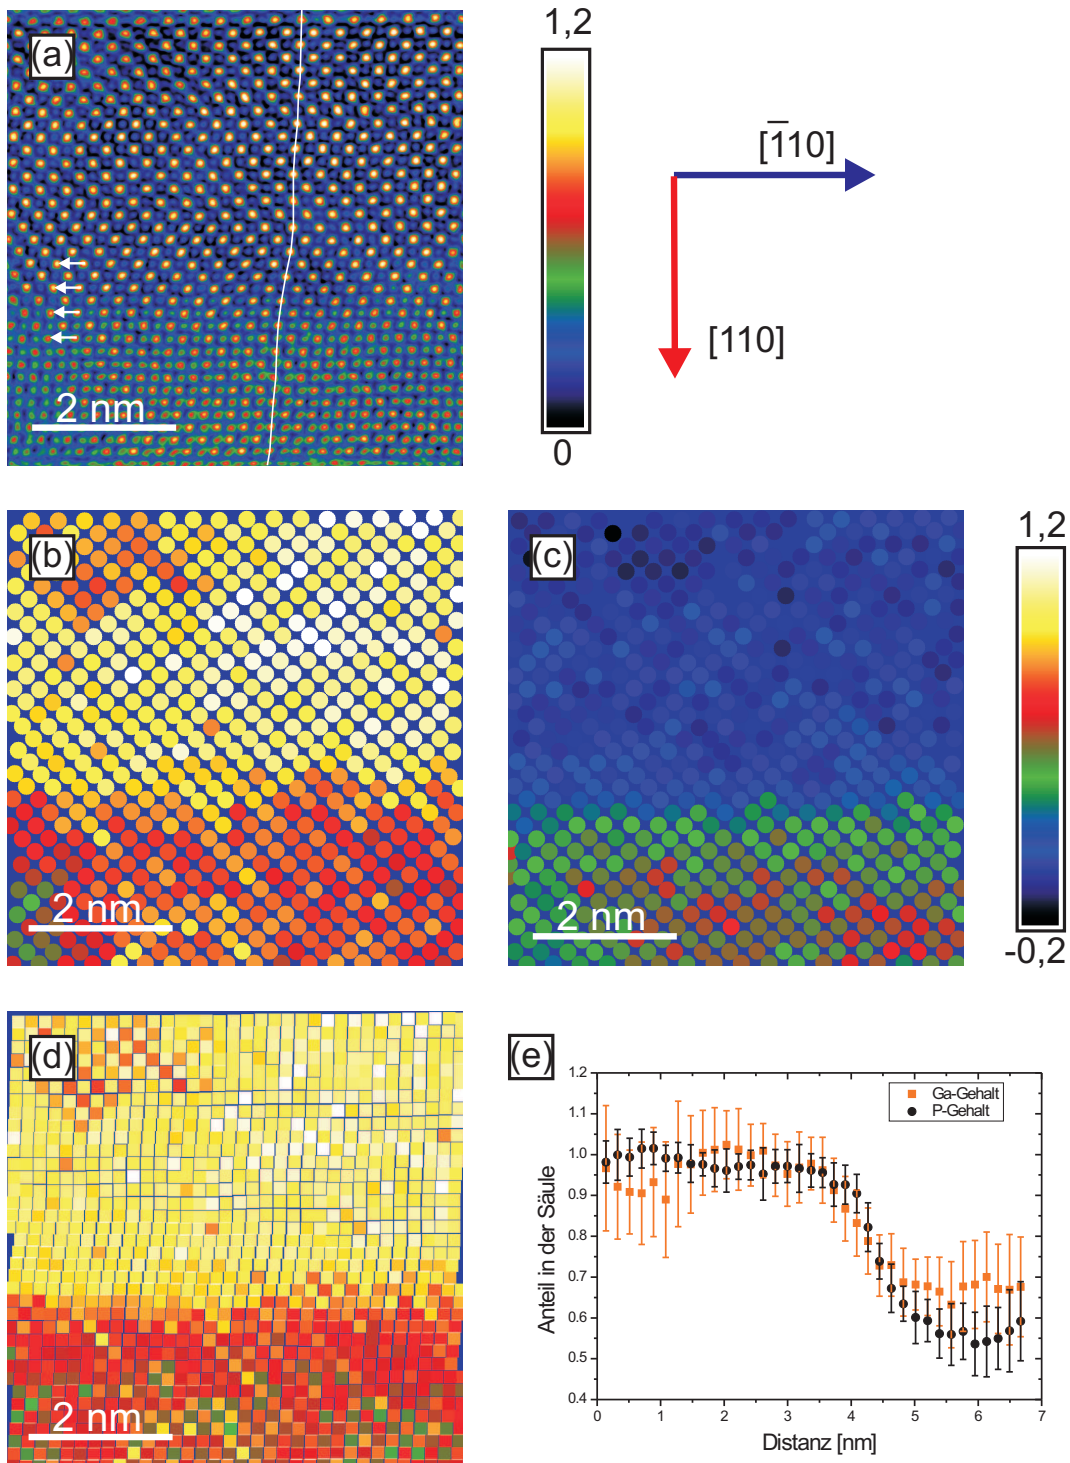 (a)
2 nm
1,2
0
[1̅10]
[110]
(b)
2 nm
(c)
2 nm
1,2
-0,2
(d)
2 nm
(e)
1.2
1.1
1.0
0.9
0.8
0.7
0.6
0.5
0.4
0 1 2 3 4 5 6 7
Anteil in der Säule
Distanz [nm]
Ga-Gehalt
P-Gehalt